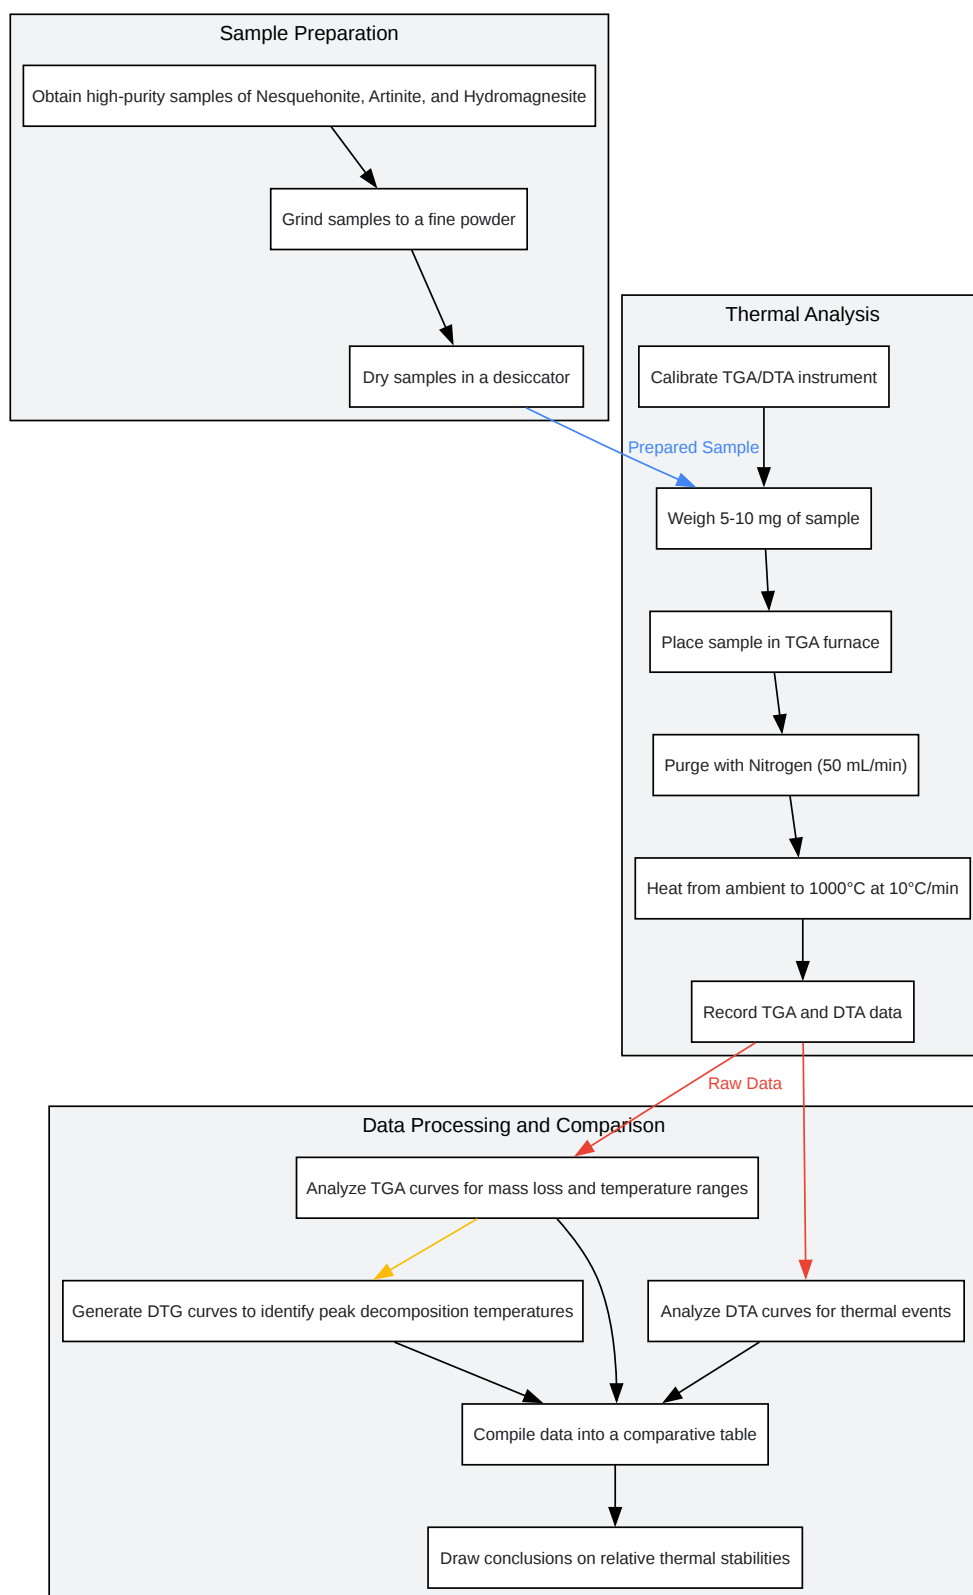 Sample Preparation
Obtain high-purity samples of Nesquehonite, Artinite, and Hydromagnesite
Grind samples to a fine powder
Dry samples in a desiccator
Thermal Analysis
Calibrate TGA/DTA instrument
Prepared Sample
Weigh 5-10 mg of sample
Place sample in TGA furnace
Purge with Nitrogen (50 mL/min)
Heat from ambient to 1000°C at 10°C/min
Record TGA and DTA data
Raw Data
Data Processing and Comparison
Analyze TGA curves for mass loss and temperature ranges
Generate DTG curves to identify peak decomposition temperatures
Analyze DTA curves for thermal events
Compile data into a comparative table
Draw conclusions on relative thermal stabilities